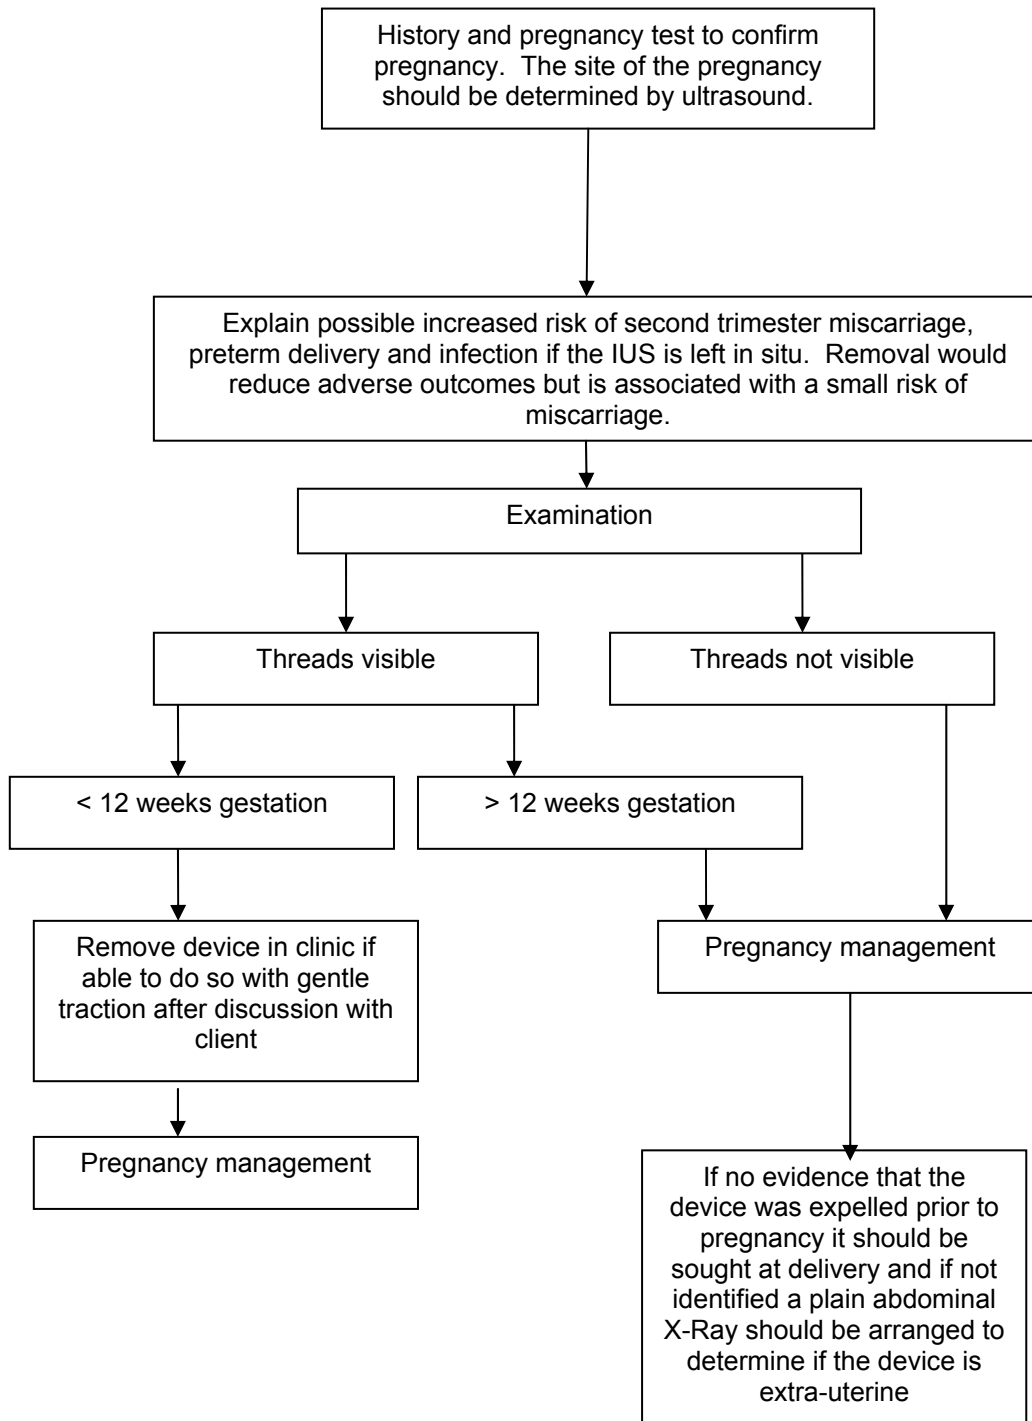 History and pregnancy test to confirm
pregnancy.  The site of the pregnancy
should be determined by ultrasound.
Explain possible increased risk of second trimester miscarriage,
preterm delivery and infection if the IUS is left in situ.  Removal would
reduce adverse outcomes but is associated with a small risk of
miscarriage.
Examination
Threads visible
Threads not visible
< 12 weeks gestation
> 12 weeks gestation
Remove device in clinic if
able to do so with gentle
traction after discussion with
client
Pregnancy management
Pregnancy management
If no evidence that the
device was expelled prior to
pregnancy it should be
sought at delivery and if not
identified a plain abdominal
X-Ray should be arranged to
determine if the device is
extra-uterine